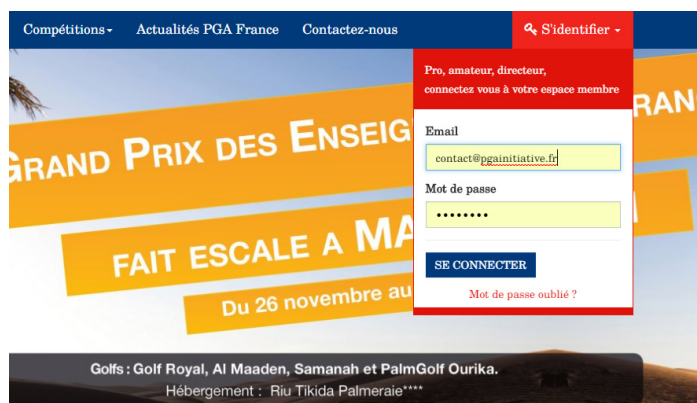 Compétitions Actualités PGA France Contactez-nous S'identifier
Pro, amateur, directeur,
connectez vous à votre espace membre
GRAND PRIX DES ENSEIG RAN
Email
contact@pgainitiative.fr
Mot de passe
••••••••
FAIT ESCALE A MA
SE CONNECTER
Du 26 novembre au
Mot de passe oublié ?
Golfs : Golf Royal, Al Maaden, Samanah et PalmGolf Ourika.
Hébergement : Riu Tikida Palmeraie****